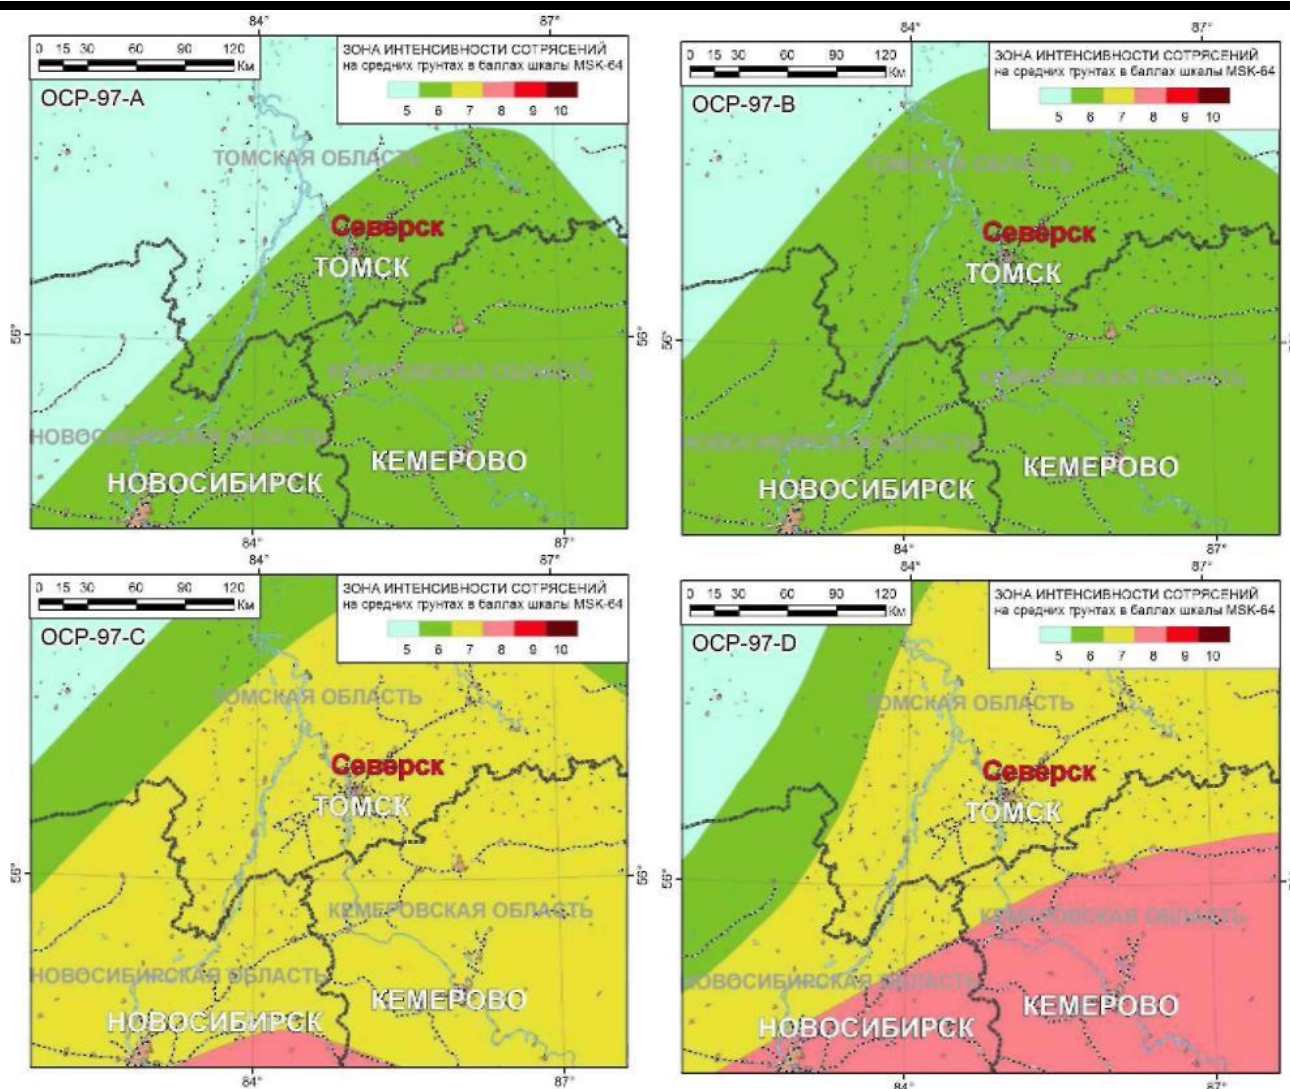 84°
87°
0 15 30 60 90 120
Км
ЗОНА ИНТЕНСИВНОСТИ СОТРЯСЕНИЙ
на средних грунтах в баллах шкалы MSK-64
5 6 7 8 9 10
ОСР-97-А
ТОМСКАЯ ОБЛАСТЬ
Северск
ТОМСК
56°
КЕМЕРОВСКАЯ ОБЛАСТЬ
НОВОСИБИРСКАЯ ОБЛАСТЬ
КЕМЕРОВО
НОВОСИБИРСК
84°
87°
84°
87°
0 15 30 60 90 120
Км
ЗОНА ИНТЕНСИВНОСТИ СОТРЯСЕНИЙ
на средних грунтах в баллах шкалы MSK-64
5 6 7 8 9 10
ОСР-97-В
ТОМСКАЯ ОБЛАСТЬ
Северск
ТОМСК
56°
КЕМЕРОВСКАЯ ОБЛАСТЬ
НОВОСИБИРСКАЯ ОБЛАСТЬ
КЕМЕРОВО
НОВОСИБИРСК
84°
87°
84°
87°
0 15 30 60 90 120
Км
ЗОНА ИНТЕНСИВНОСТИ СОТРЯСЕНИЙ
на средних грунтах в баллах шкалы MSK-64
5 6 7 8 9 10
ОСР-97-С
ТОМСКАЯ ОБЛАСТЬ
Северск
ТОМСК
56°
КЕМЕРОВСКАЯ ОБЛАСТЬ
НОВОСИБИРСКАЯ ОБЛАСТЬ
КЕМЕРОВО
НОВОСИБИРСК
84°
87°
84°
87°
0 15 30 60 90 120
Км
ЗОНА ИНТЕНСИВНОСТИ СОТРЯСЕНИЙ
на средних грунтах в баллах шкалы MSK-64
5 6 7 8 9 10
ОСР-97-D
ТОМСКАЯ ОБЛАСТЬ
Северск
ТОМСК
56°
КЕМЕРОВСКАЯ ОБЛАСТЬ
НОВОСИБИРСКАЯ ОБЛАСТЬ
КЕМЕРОВО
НОВОСИБИРСК
84°
87°